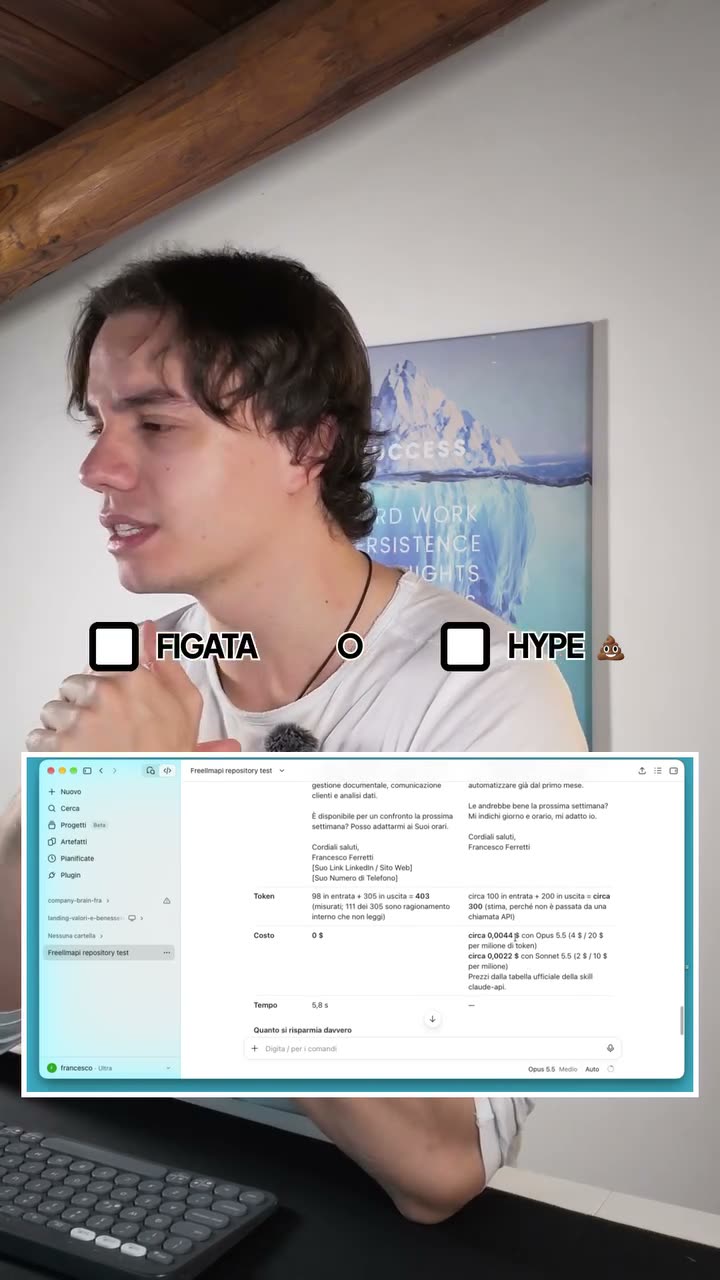 UCCESS
RD WORK
RSISTENCE
IGHTS
FIGATA O HYPE 💩
Freellmapi repository test
Nuovo
Cerca
Progetti Beta
Artefatti
Pianificate
Plugin
company-brain-fra
landing-valori-e-beness
Nessuna cartella
Freellmapi repository test
francesco · Ultra
gestione documentale, comunicazione
clienti e analisi dati.
È disponibile per un confronto la prossima
settimana? Posso adattarmi ai Suoi orari.
Cordiali saluti,
Francesco Ferretti
[Suo Link LinkedIn / Sito Web]
[Suo Numero di Telefono]
automatizzare già dal primo mese.
Le andrebbe bene la prossima settimana?
Mi indichi giorno e orario, mi adatto io.
Cordiali saluti,
Francesco Ferretti
Token
98 in entrata + 305 in uscita = 403
(misurati; 111 dei 305 sono ragionamento
interno che non leggi)
circa 100 in entrata + 200 in uscita = circa
300 (stima, perché non è passata da una
chiamata API)
Costo
0 $
circa 0,0044 $ con Opus 5.5 (4 $ / 20 $
per milione di token)
circa 0,0022 $ con Sonnet 5.5 (2 $ / 10 $
per milione)
Prezzi dalla tabella ufficiale della skill
claude-api.
Tempo
5,8 s
—
Quanto si risparmia davvero
Digita / per i comandi
Opus 5.5 Medio Auto